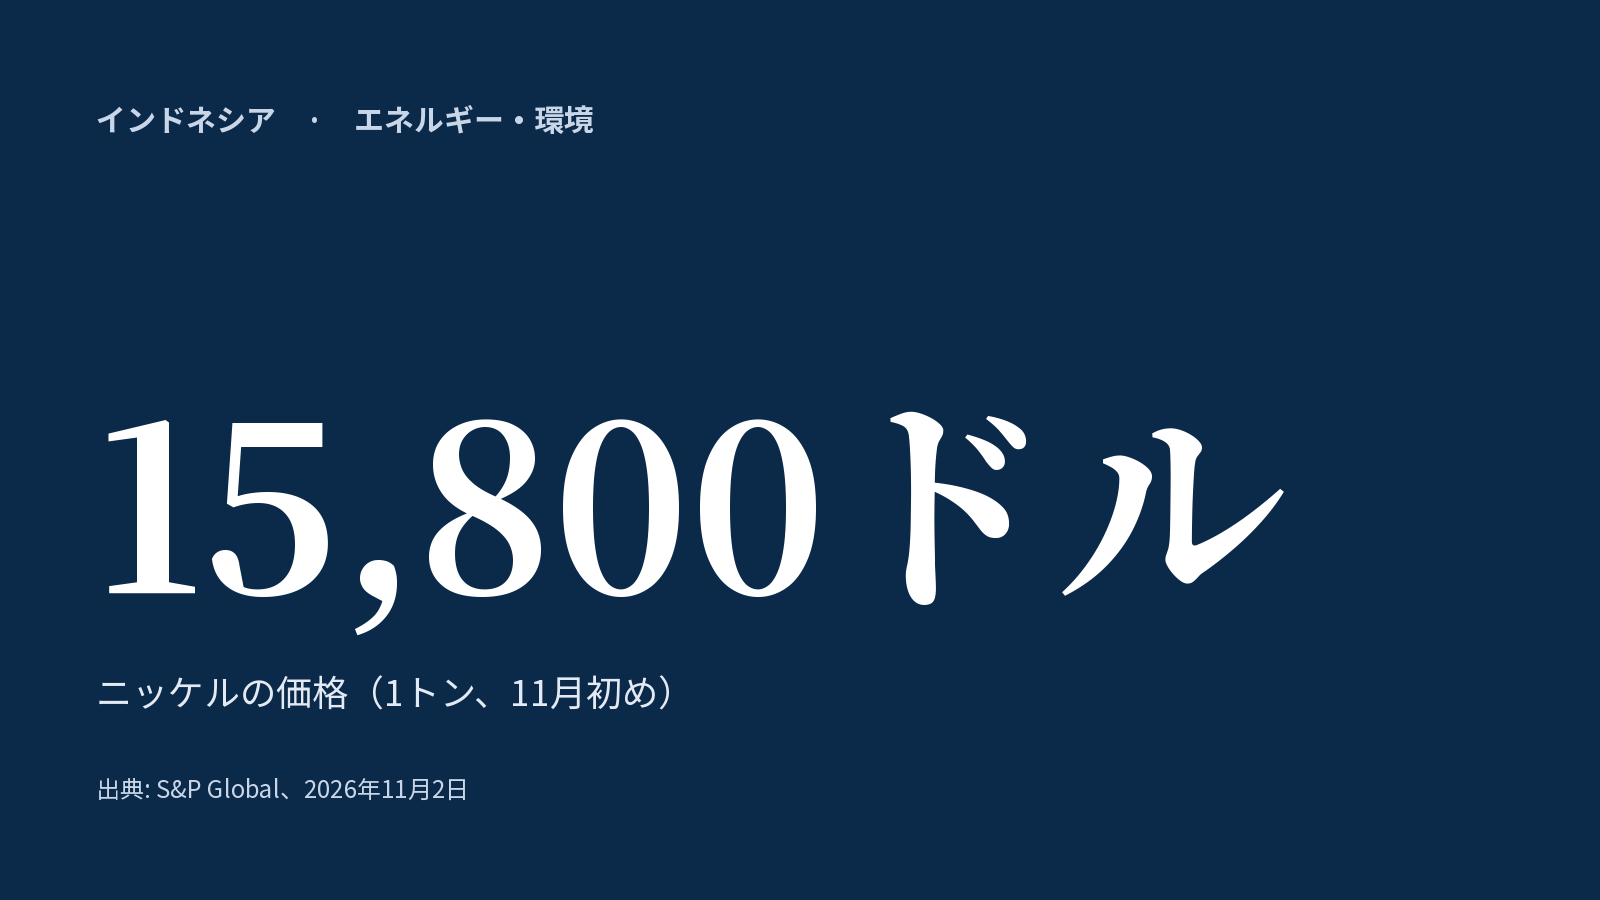 インドネシア · エネルギー・環境
15,800ドル
ニッケルの価格（1トン、11月初め）
出典: S&P Global、2026年11月2日